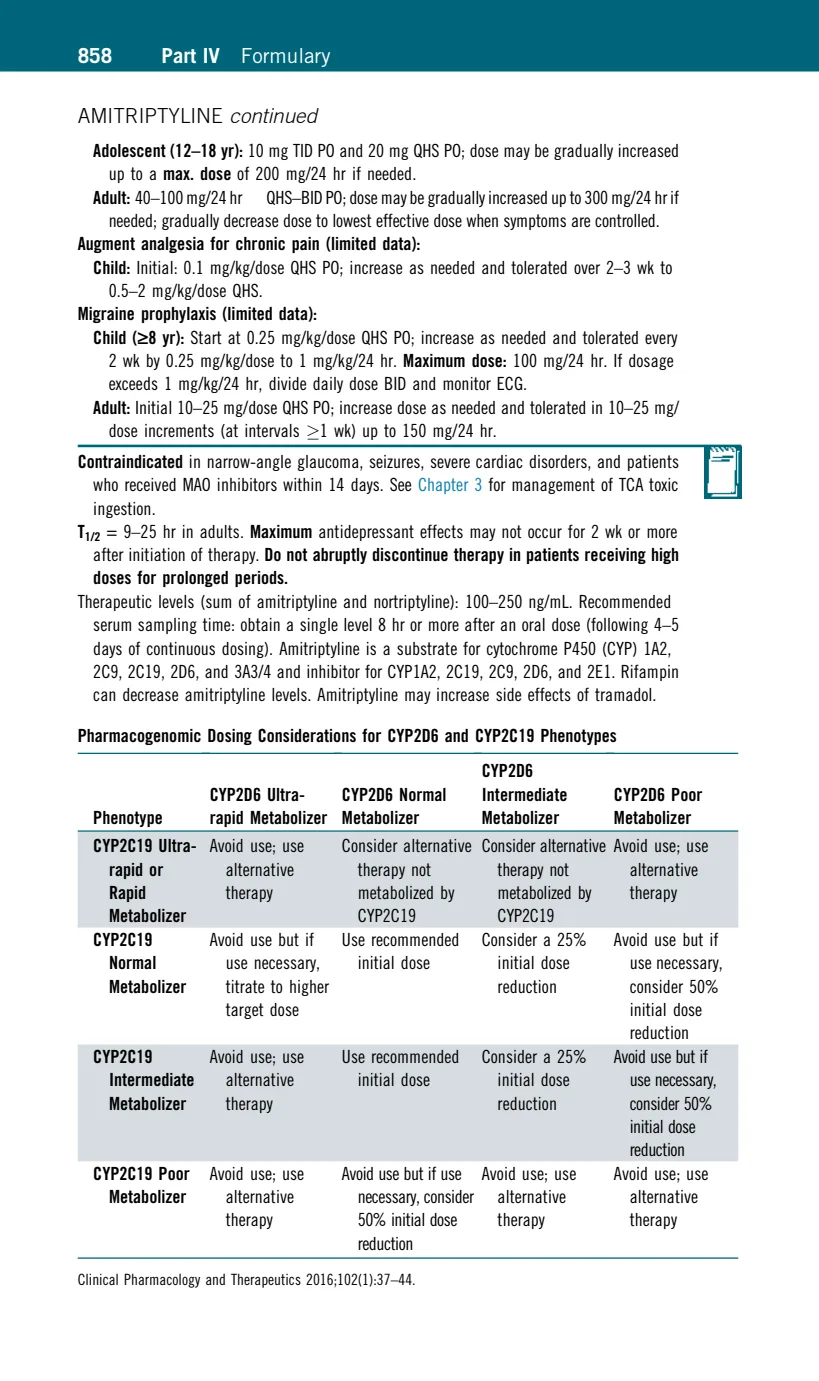 858 Part IV Formulary
AMITRIPTYLINE continued
Adolescent (12–18 yr): 10 mg TID PO and 20 mg QHS PO; dose may be gradually increased
up to a max. dose of 200 mg/24 hr if needed.
Adult: 40–100 mg/24 hr QHS–BID PO; dose may be gradually increased up to 300 mg/24 hr if
needed; gradually decrease dose to lowest effective dose when symptoms are controlled.
Augment analgesia for chronic pain (limited data):
Child: Initial: 0.1 mg/kg/dose QHS PO; increase as needed and tolerated over 2–3 wk to
0.5–2 mg/kg/dose QHS.
Migraine prophylaxis (limited data):
Child (≥8 yr): Start at 0.25 mg/kg/dose QHS PO; increase as needed and tolerated every
2 wk by 0.25 mg/kg/dose to 1 mg/kg/24 hr. Maximum dose: 100 mg/24 hr. If dosage
exceeds 1 mg/kg/24 hr, divide daily dose BID and monitor ECG.
Adult: Initial 10–25 mg/dose QHS PO; increase dose as needed and tolerated in 10–25 mg/
dose increments (at intervals ≥1 wk) up to 150 mg/24 hr.
Contraindicated in narrow-angle glaucoma, seizures, severe cardiac disorders, and patients
who received MAO inhibitors within 14 days. See Chapter 3 for management of TCA toxic
ingestion.
T1/2 = 9–25 hr in adults. Maximum antidepressant effects may not occur for 2 wk or more
after initiation of therapy. Do not abruptly discontinue therapy in patients receiving high
doses for prolonged periods.
Therapeutic levels (sum of amitriptyline and nortriptyline): 100–250 ng/mL. Recommended
serum sampling time: obtain a single level 8 hr or more after an oral dose (following 4–5
days of continuous dosing). Amitriptyline is a substrate for cytochrome P450 (CYP) 1A2,
2C9, 2C19, 2D6, and 3A3/4 and inhibitor for CYP1A2, 2C19, 2C9, 2D6, and 2E1. Rifampin
can decrease amitriptyline levels. Amitriptyline may increase side effects of tramadol.
Pharmacogenomic Dosing Considerations for CYP2D6 and CYP2C19 Phenotypes
CYP2D6
CYP2D6 Ultra- CYP2D6 Normal Intermediate CYP2D6 Poor
Phenotype rapid Metabolizer Metabolizer Metabolizer Metabolizer
CYP2C19 Ultra- Avoid use; use Consider alternative Consider alternative Avoid use; use
rapid or alternative therapy not therapy not alternative
Rapid therapy metabolized by metabolized by therapy
Metabolizer CYP2C19 CYP2C19
CYP2C19 Avoid use but if Use recommended Consider a 25% Avoid use but if
Normal use necessary, initial dose initial dose use necessary,
Metabolizer titrate to higher reduction consider 50%
target dose initial dose
reduction
CYP2C19 Avoid use; use Use recommended Consider a 25% Avoid use but if
Intermediate alternative initial dose initial dose use necessary,
Metabolizer therapy reduction consider 50%
initial dose
reduction
CYP2C19 Poor Avoid use; use Avoid use but if use Avoid use; use Avoid use; use
Metabolizer alternative necessary, consider alternative alternative
therapy 50% initial dose therapy therapy
reduction
Clinical Pharmacology and Therapeutics 2016;102(1):37–44.